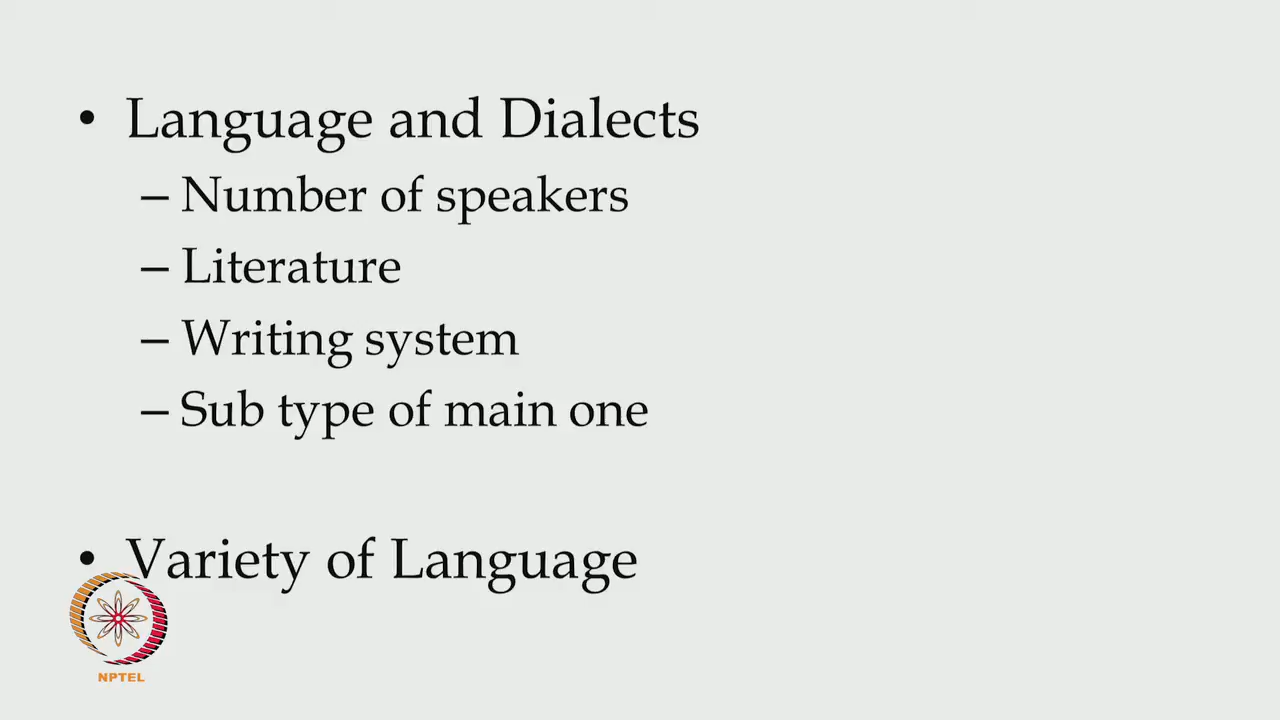 • Language and Dialects
– Number of speakers
– Literature
– Writing system
– Sub type of main one
• Variety of Language
NPTEL